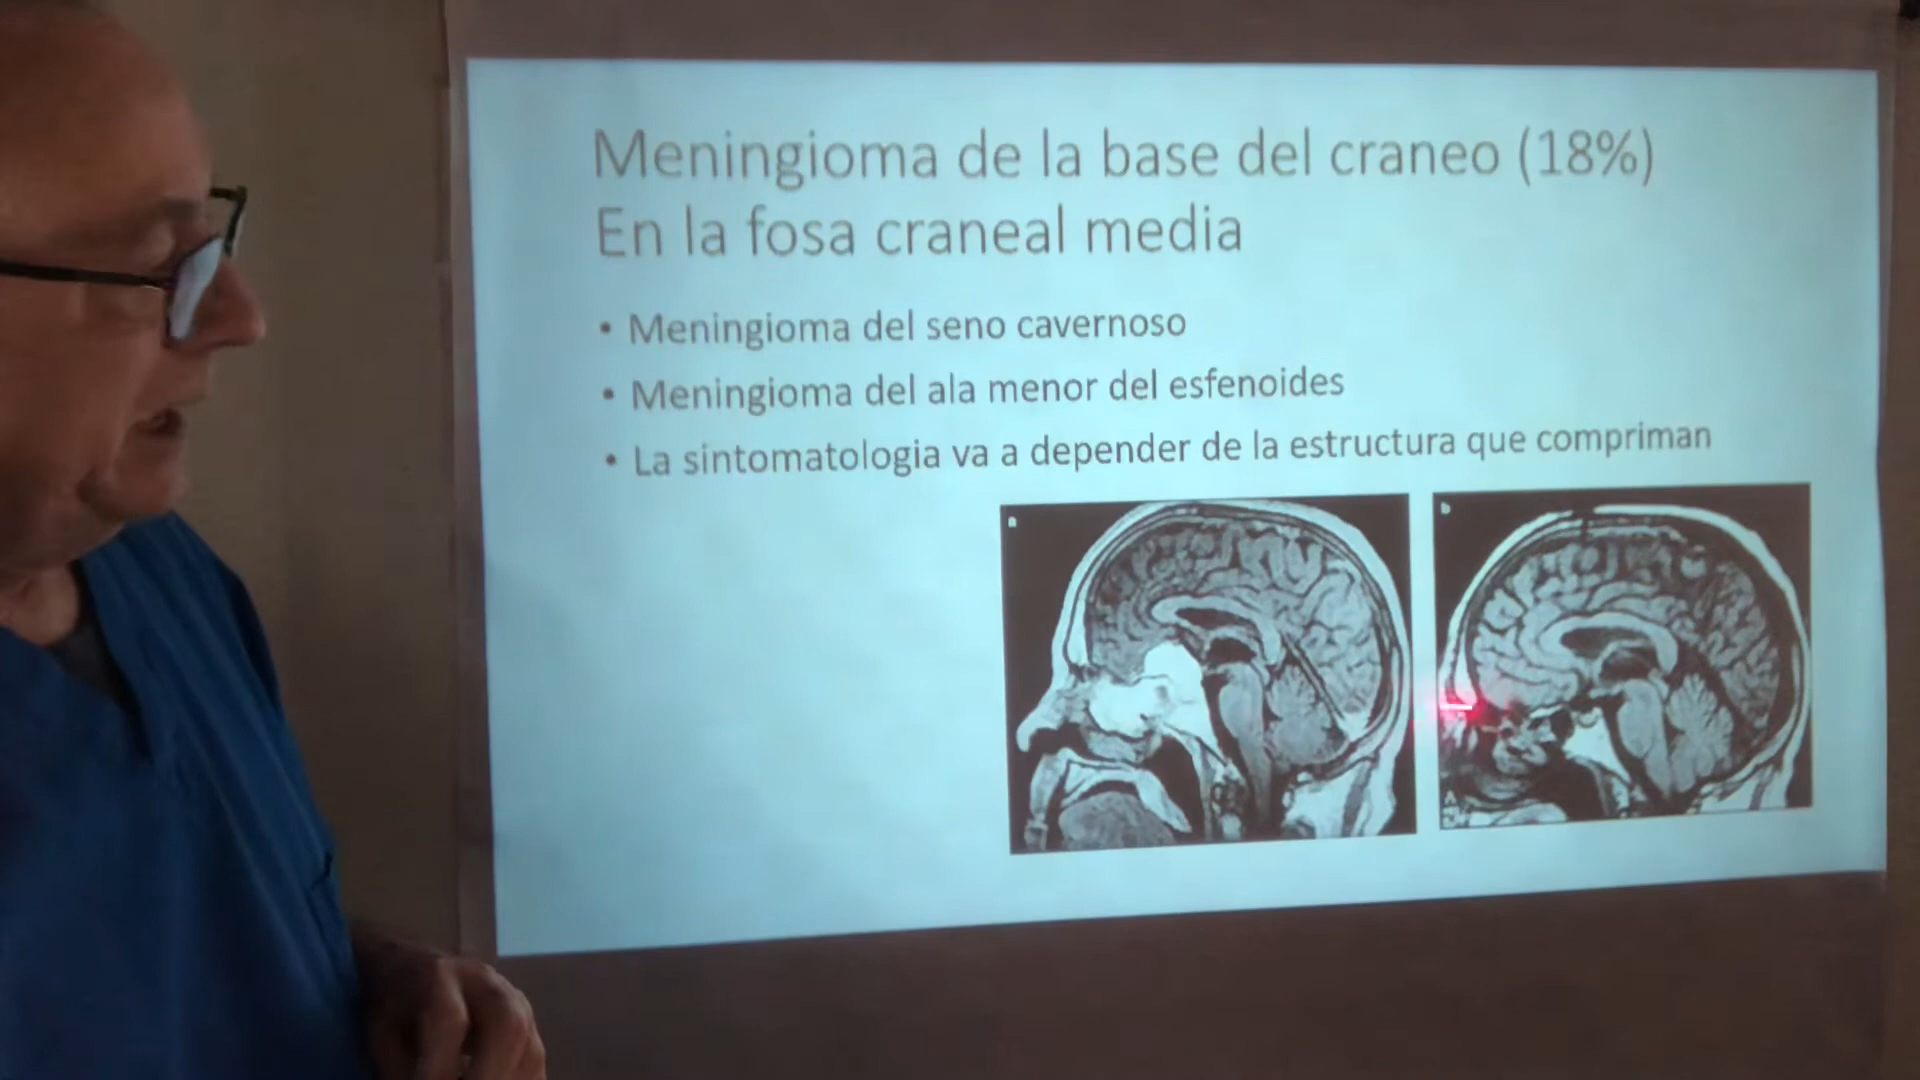 Meningioma de la base del craneo (18%)
En la fosa craneal media
• Meningioma del seno cavernoso
• Meningioma del ala menor del esfenoides
• La sintomatologia va a depender de la estructura que compriman
a
b